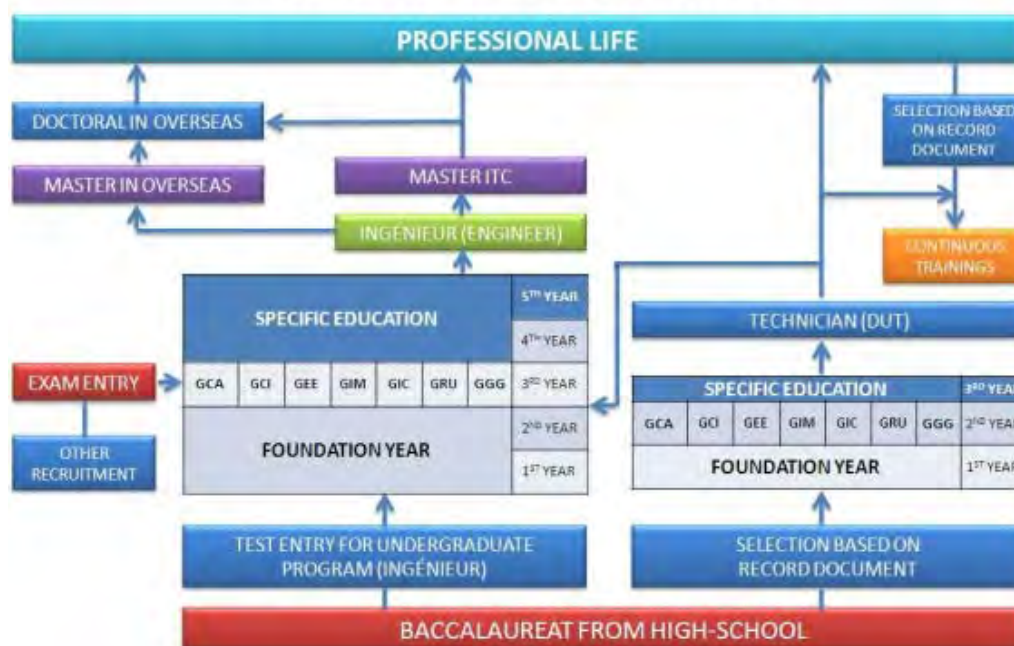 PROFESSIONAL LIFE
DOCTORAL IN OVERSEAS
SELECTION BASED
ON RECORD
DOCUMENT
MASTER IN OVERSEAS
MASTER ITC
INGÉNIEUR (ENGINEER)
CONTINUOUS
TRAININGS
SPECIFIC EDUCATION
5TH YEAR
4TH YEAR
TECHNICIAN (DUT)
EXAM ENTRY
GCA GCI GEE GIM GIC GRU GGG 3RD YEAR
SPECIFIC EDUCATION 3RD YEAR
GCA GCI GEE GIM GIC GRU GGG 2ND YEAR
OTHER
RECRUITMENT
FOUNDATION YEAR
2ND YEAR
1ST YEAR
FOUNDATION YEAR 1ST YEAR
TEST ENTRY FOR UNDERGRADUATE
PROGRAM (INGÉNIEUR)
SELECTION BASED ON
RECORD DOCUMENT
BACCALAUREAT FROM HIGH-SCHOOL